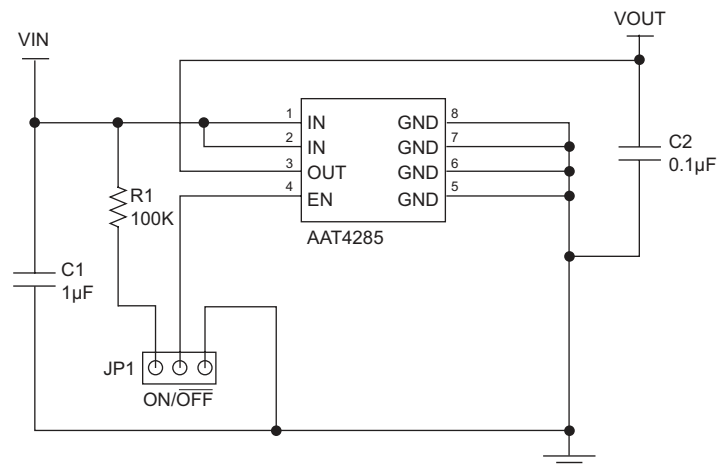 VIN
VOUT
1 IN GND 8
2 IN GND 7
3 OUT GND 6
4 EN GND 5
AAT4285
C2
0.1µF
R1
100K
C1
1µF
JP1
ON/OFF